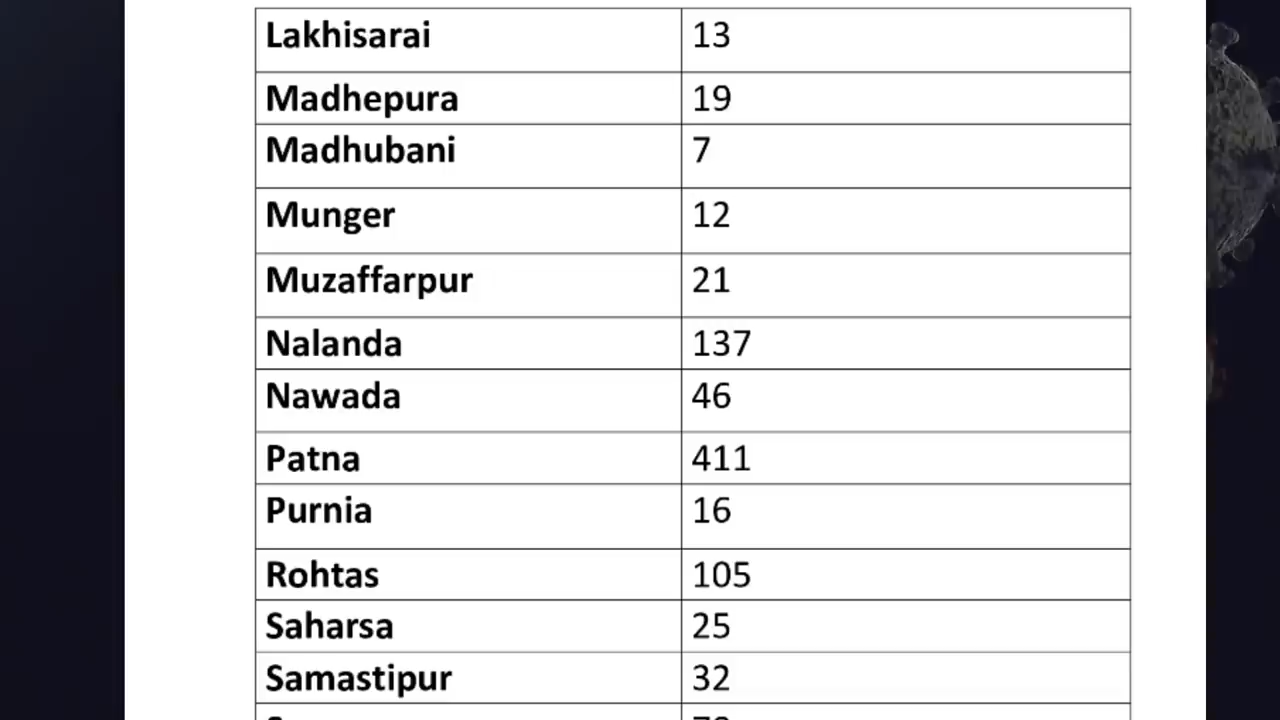 Lakhisarai 13
Madhepura 19
Madhubani 7
Munger 12
Muzaffarpur 21
Nalanda 137
Nawada 46
Patna 411
Purnia 16
Rohtas 105
Saharsa 25
Samastipur 32